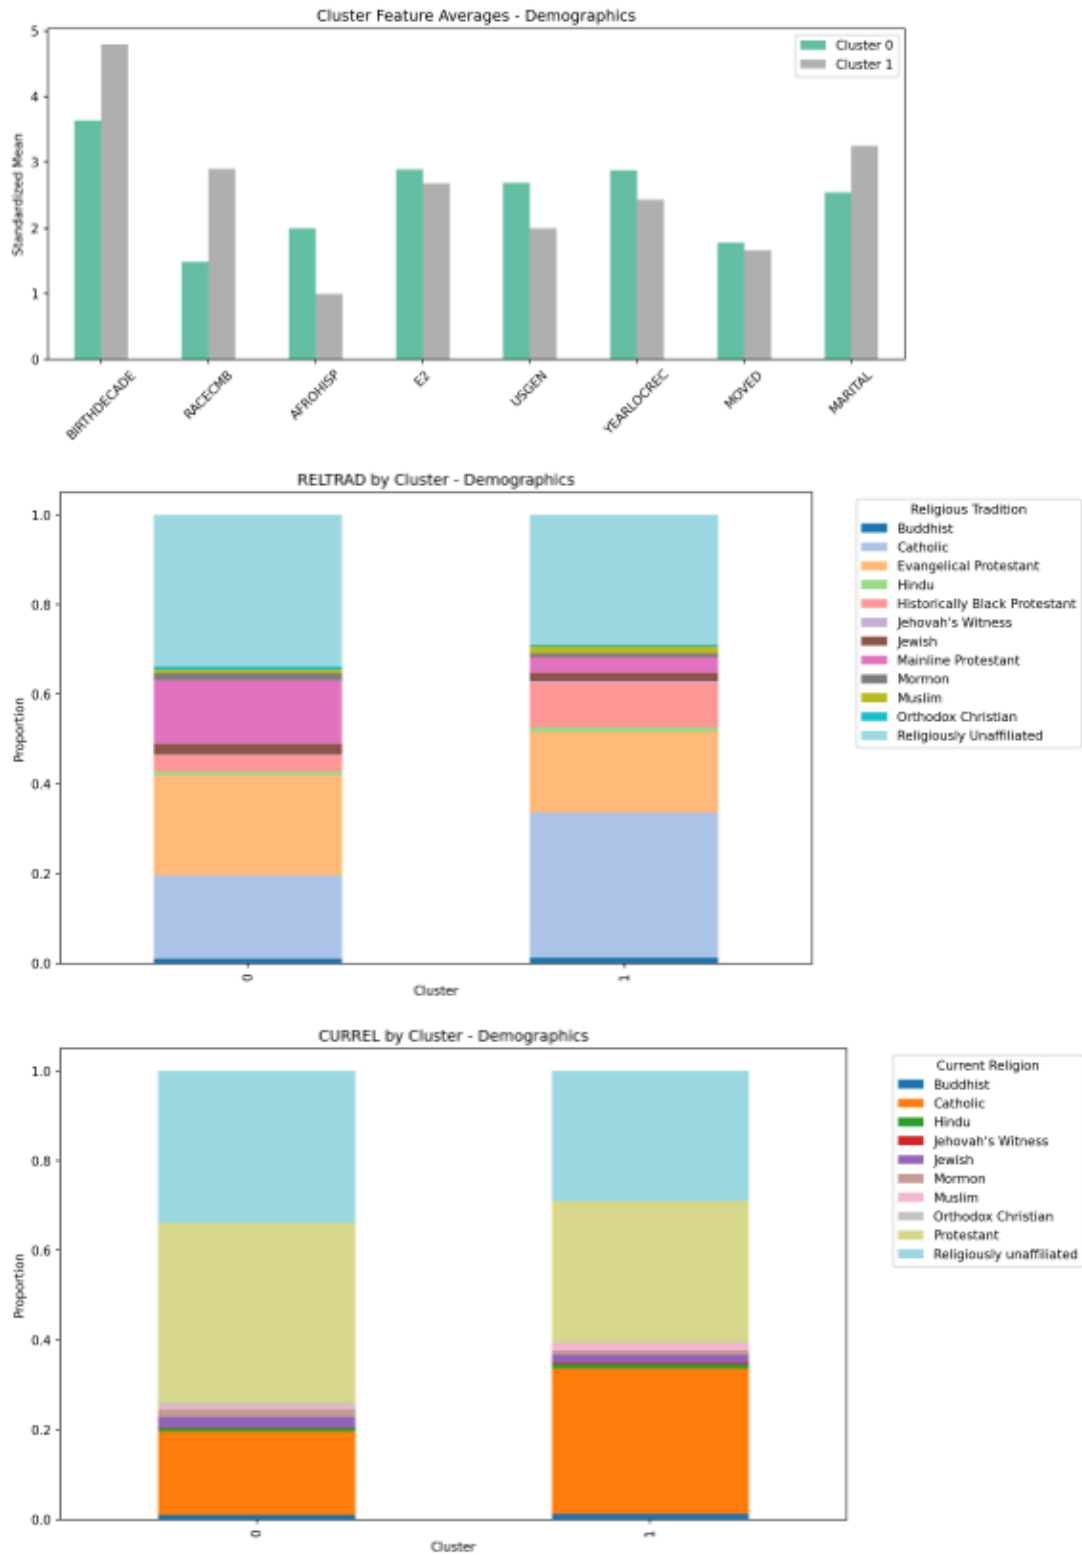 Cluster Feature Averages - Demographics
Cluster 0
Cluster 1
Standardized Mean
5
4
3
2
1
0
BIRTHDECADE
RACECMB
AFROHISP
E2
USGEN
YEARLOCREC
MOVED
MARITAL
RELTRAD by Cluster - Demographics
Religious Tradition
Buddhist
Catholic
Evangelical Protestant
Hindu
Historically Black Protestant
Jehovah's Witness
Jewish
Mainline Protestant
Mormon
Muslim
Orthodox Christian
Religiously Unaffiliated
Proportion
1.0
0.8
0.6
0.4
0.2
0.0
0
1
Cluster
CURREL by Cluster - Demographics
Current Religion
Buddhist
Catholic
Hindu
Jehovah's Witness
Jewish
Mormon
Muslim
Orthodox Christian
Protestant
Religiously unaffiliated
Proportion
1.0
0.8
0.6
0.4
0.2
0.0
0
1
Cluster